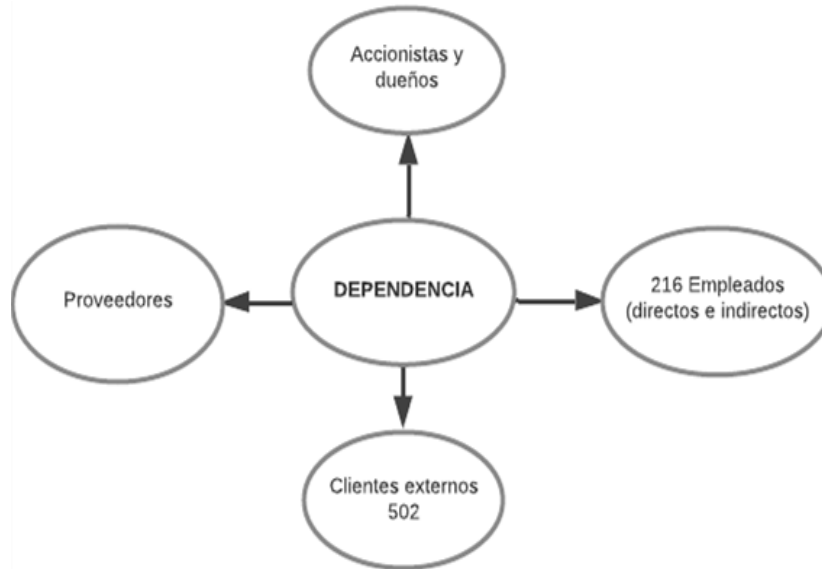 Accionistas y
dueños
Proveedores
DEPENDENCIA
216 Empleados
(directos e indirectos)
Clientes externos
502